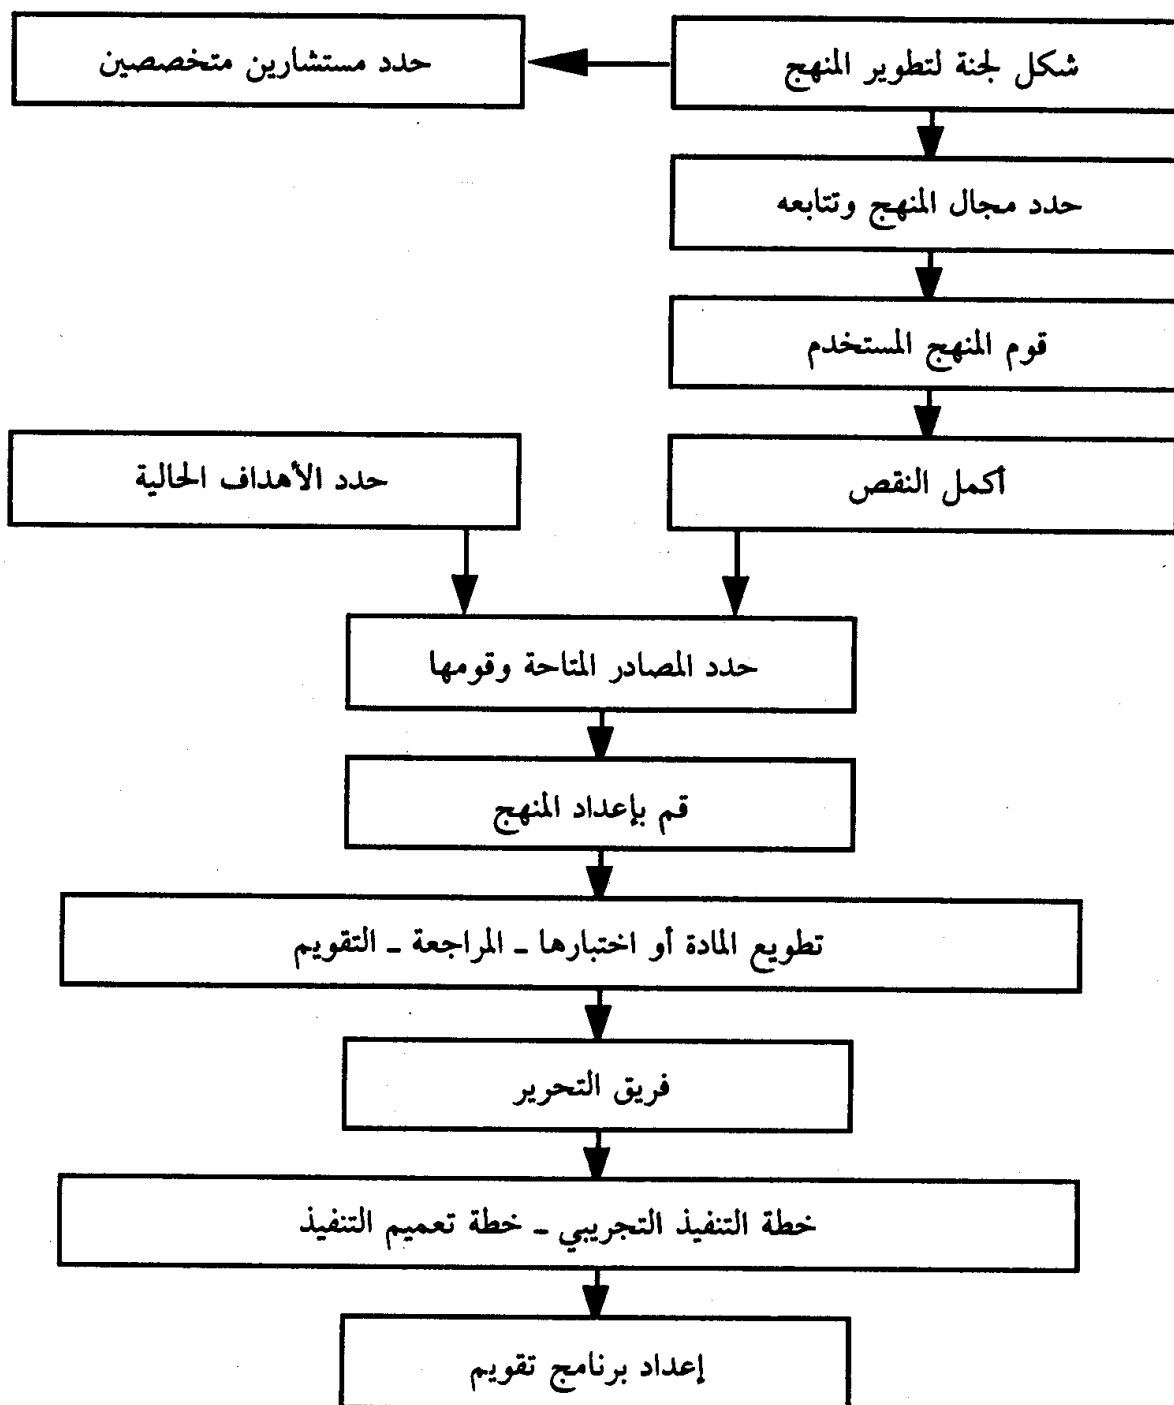 شكل لجنة لتطوير المنهج
حدد مستشارين متخصصين
حدد مجال المنهج وتتابعه
قوم المنهج المستخدم
أكمل النقص
حدد الأهداف الحالية
حدد المصادر المتاحة وقومها
قم بإعداد المنهج
تطويع المادة أو اختبارها - المراجعة - التقويم
فريق التحرير
خطة التنفيذ التجريبي - خطة تعميم التنفيذ
إعداد برنامج تقويم